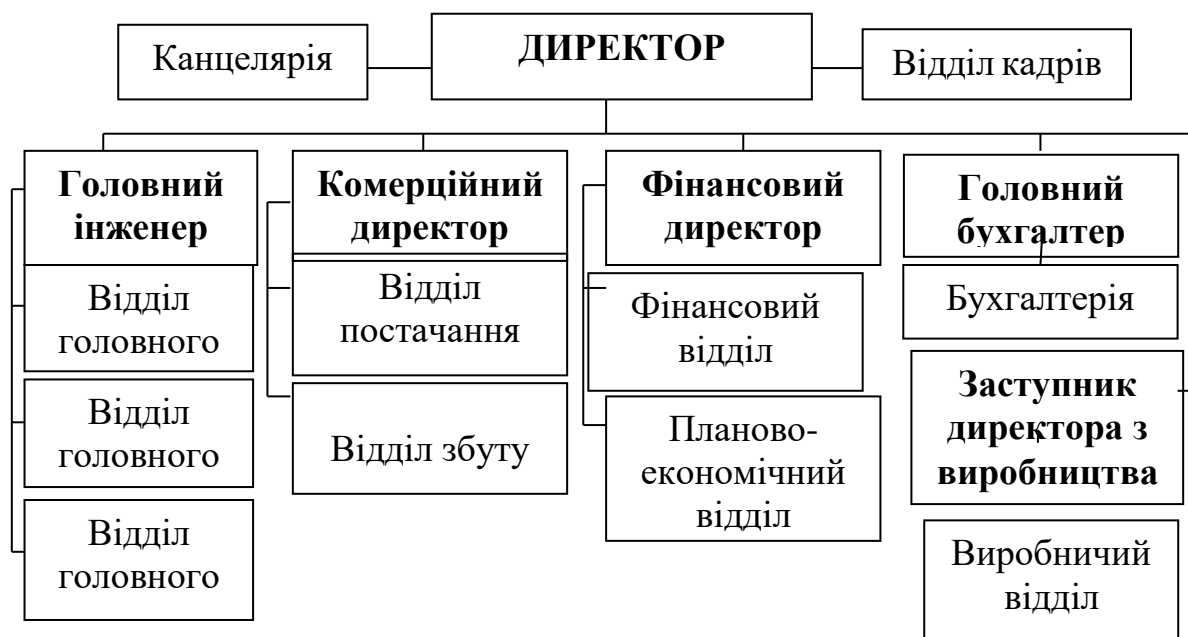 Канцелярія
ДИРЕКТОР
Відділ кадрів
Головний
інженер
Відділ
головного
Відділ
головного
Відділ
головного
Комерційний
директор
Відділ
постачання
Відділ збуту
Фінансовий
директор
Фінансовий
відділ
Планово-
економічний
відділ
Головний
бухгалтер
Бухгалтерія
Заступник
директора з
виробництва
Виробничий
відділ